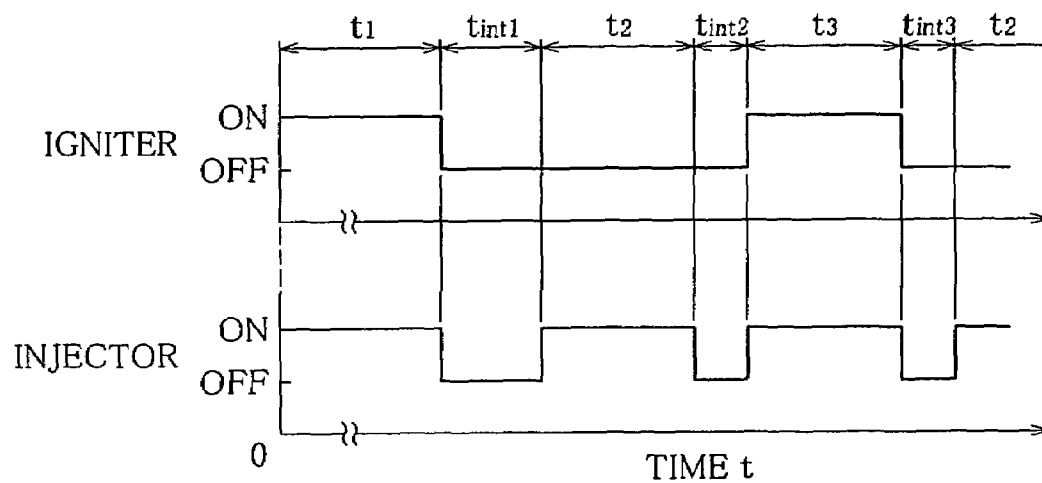 t1 tint1 t2 tint2 t3 tint3 t2
ON
IGNITER
OFF
ON
INJECTOR
OFF
0
TIME t